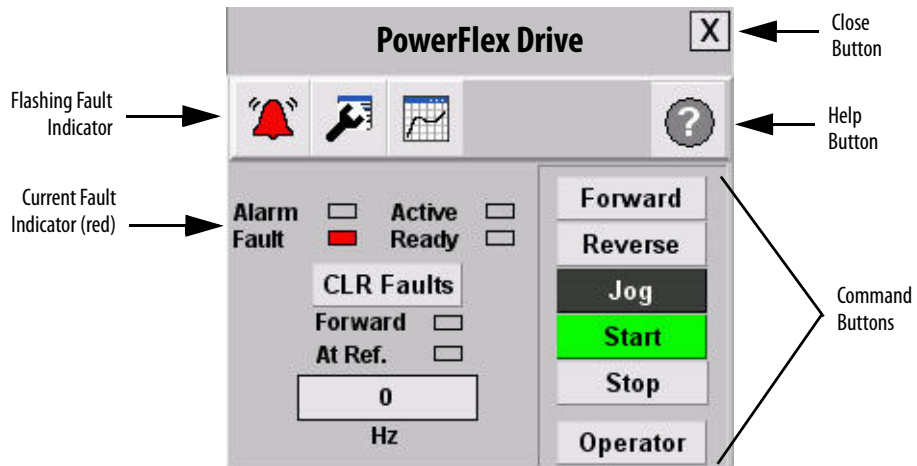 PowerFlex Drive
X
Close
Button
Flashing Fault
Indicator
?
Help
Button
Current Fault
Indicator (red)
Alarm
Active
Fault
Ready
CLR Faults
Forward
At Ref.
0
Hz
Forward
Reverse
Jog
Start
Stop
Operator
Command
Buttons